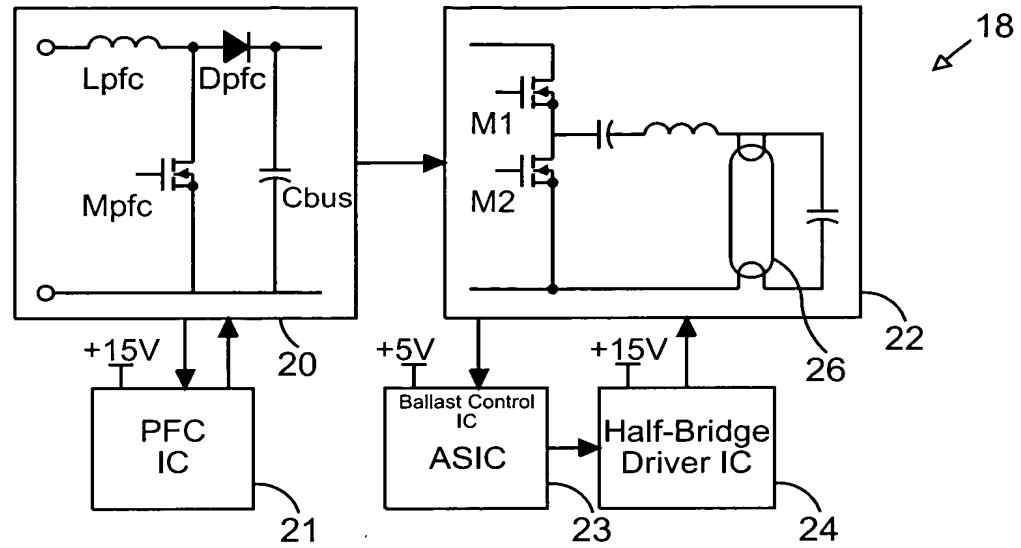 18
Lpfc
Dpfc
Mpfc
Cbus
M1
M2
20
22
26
+15V
+5V
+15V
PFC
IC
Ballast Control
IC
ASIC
Half-Bridge
Driver IC
21
23
24